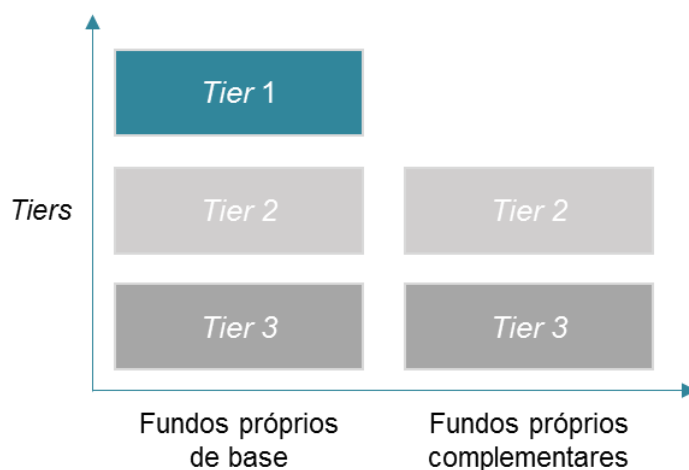 Tier 1
Tiers
Tier 2
Tier 2
Tier 3
Tier 3
Fundos próprios
de base
Fundos próprios
complementares